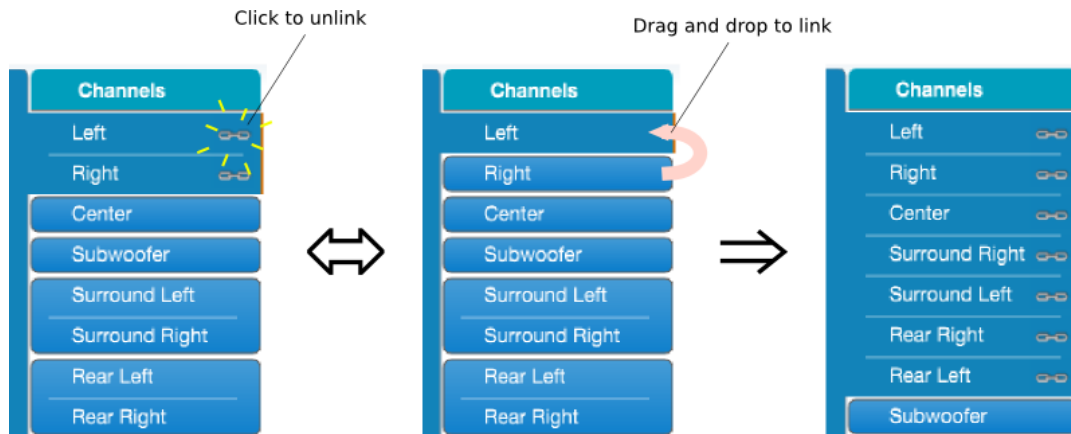 Click to unlink
Drag and drop to link
Channels
Left
Right
Center
Subwoofer
Surround Left
Surround Right
Rear Left
Rear Right
Channels
Left
Right
Center
Subwoofer
Surround Left
Surround Right
Rear Left
Rear Right
Channels
Left
Right
Center
Surround Right
Surround Left
Rear Right
Rear Left
Subwoofer